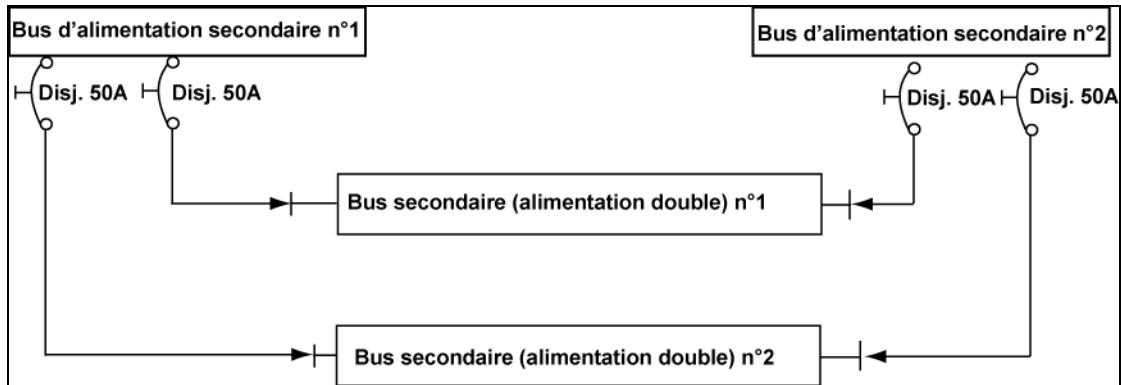 Bus d'alimentation secondaire n°1
Bus d'alimentation secondaire n°2
Disj. 50A
Disj. 50A
Disj. 50A
Disj. 50A
Bus secondaire (alimentation double) n°1
Bus secondaire (alimentation double) n°2